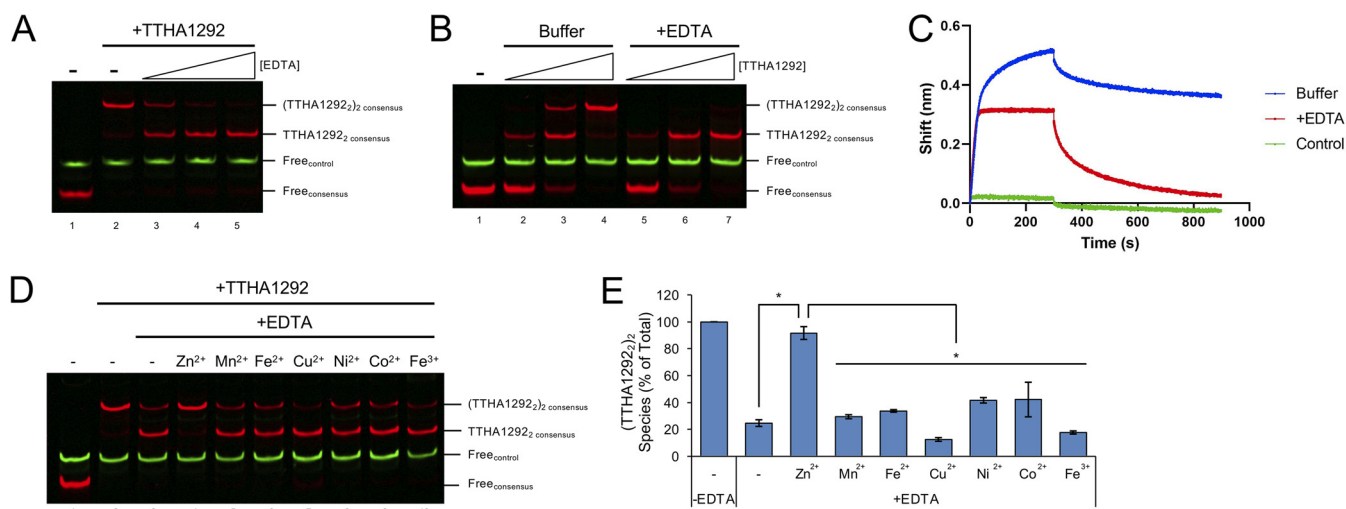 A
+TTHA1292
- - [EDTA]
(TTHA1292₂)₂ consensus
TTHA1292₂ consensus
Free control
Free consensus
1 2 3 4 5
B
Buffer +EDTA
- [TTHA1292]
(TTHA1292₂)₂ consensus
TTHA1292₂ consensus
Free control
Free consensus
1 2 3 4 5 6 7
C
Shift (nm)
0.6
0.4
0.2
0.0
0 200 400 600 800 1000
Time (s)
Buffer
+EDTA
Control
D
+TTHA1292
+EDTA
- - - Zn²⁺ Mn²⁺ Fe²⁺ Cu²⁺ Ni²⁺ Co²⁺ Fe³⁺
(TTHA1292₂)₂ consensus
TTHA1292₂ consensus
Free control
Free consensus
E
(TTHA1292₂)₂
Species (% of Total)
120
100
80
60
40
20
0
* *
- - Zn²⁺ Mn²⁺ Fe²⁺ Cu²⁺ Ni²⁺ Co²⁺ Fe³⁺
-EDTA +EDTA